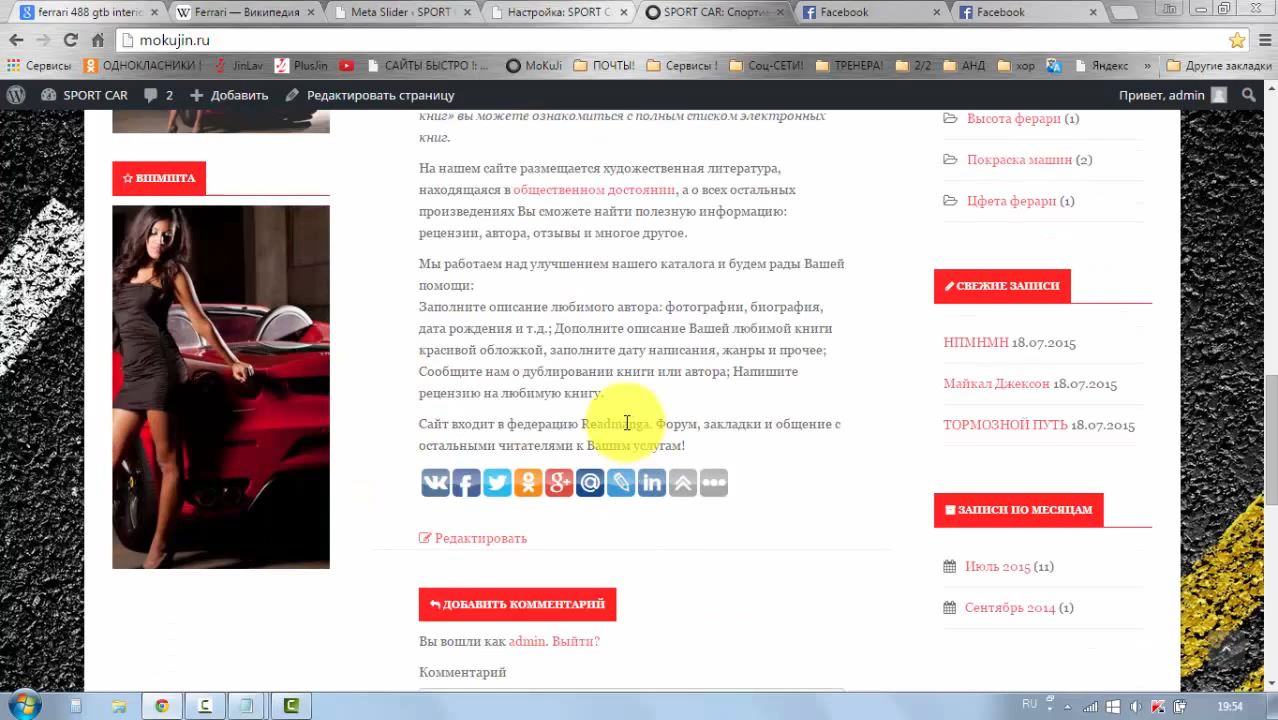 ferrari 488 gtb inte
Ferrari — Википедия
Meta Slider ‹ SPORT
Настройка: SPORT C
SPORT CAR: Спортив
Facebook
Facebook
mokujin.ru
Сервисы
ОДНОКЛАСНИКИ !
JinLav
PlusJin
САЙТЫ БЫСТРО !: ...
MoKuJi
ПОЧТЫ!
Сервисы !
Соц-СЕТИ!
ТРЕНЕРА!
2/2
АНД
хор
Яндекс
»
Другие закладки
SPORT CAR
2
Добавить
Редактировать страницу
Привет, admin
книг» вы можете ознакомиться с полным списком электронных
книг.
На нашем сайте размещается художественная литература,
находящаяся в общественном достоянии, а о всех остальных
произведениях Вы сможете найти полезную информацию:
рецензии, автора, отзывы и многое другое.
Мы работаем над улучшением нашего каталога и будем рады Вашей
помощи:
Заполните описание любимого автора: фотографии, биография,
дата рождения и т.д.; Дополните описание Вашей любимой книги
красивой обложкой, заполните дату написания, жанры и прочее;
Сообщите нам о дублировании книги или автора; Напишите
рецензию на любимую книгу.
Сайт входит в федерацию Readmanga. Форум, закладки и общение с
остальными читателями к Вашим услугам!
Редактировать
ДОБАВИТЬ КОММЕНТАРИЙ
Вы вошли как admin. Выйти?
Комментарий
Высота ферари (1)
Покраска машин (2)
Цфета ферари (1)
СВЕЖИЕ ЗАПИСИ
НПМНМН 18.07.2015
Майкал Джексон 18.07.2015
ТОРМОЗНОЙ ПУТЬ 18.07.2015
ЗАПИСИ ПО МЕСЯЦАМ
Июль 2015 (11)
Сентябрь 2014 (1)
RU
19:54